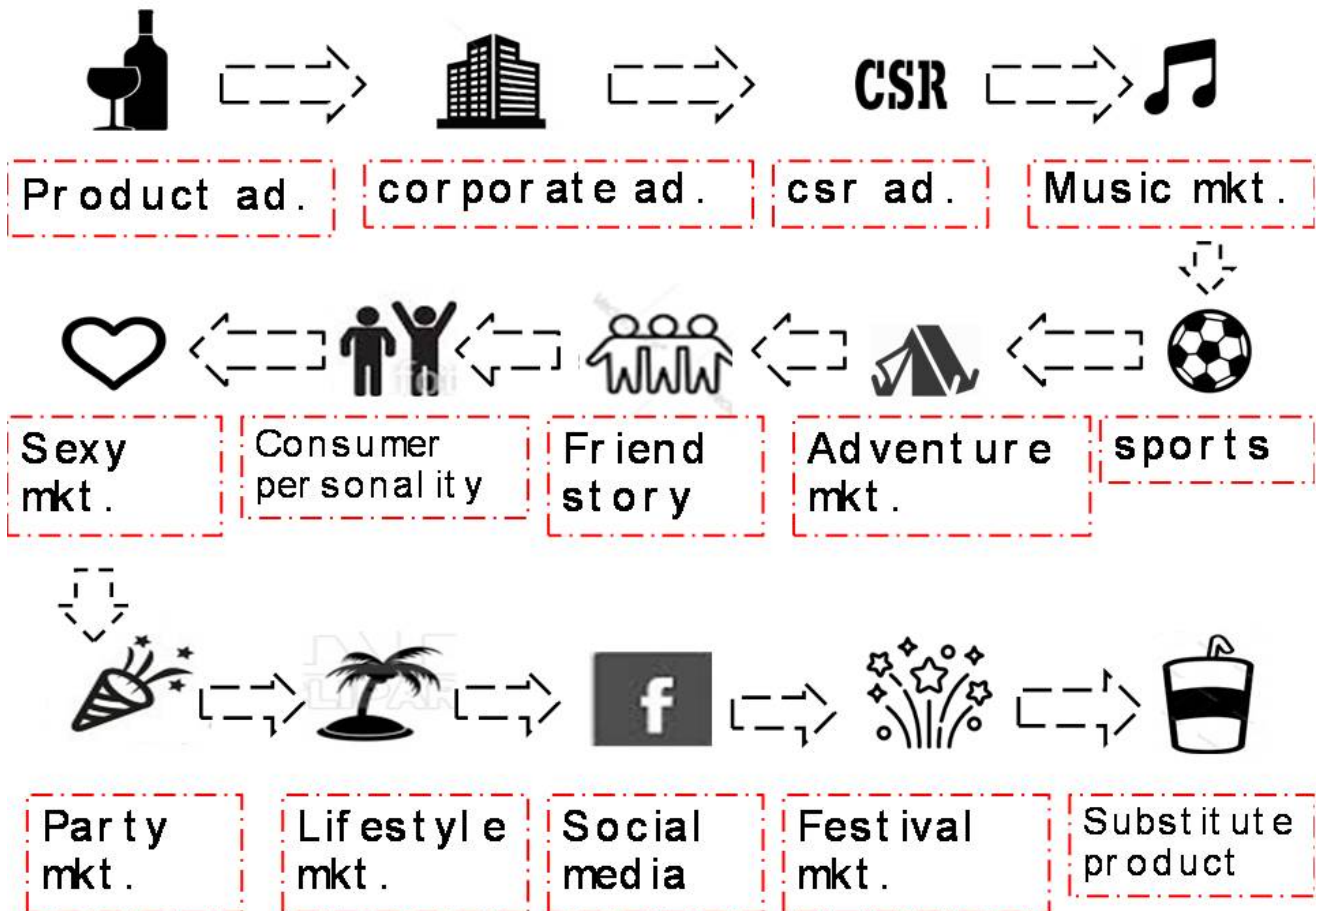 CSR
Product ad.
corporate ad.
csr ad.
Music mkt.
Sexy
mkt.
Consumer
personality
Friend
story
Adventure
mkt.
sports
f
Party
mkt.
Lifestyle
mkt.
Social
media
Festival
mkt.
Substitute
product